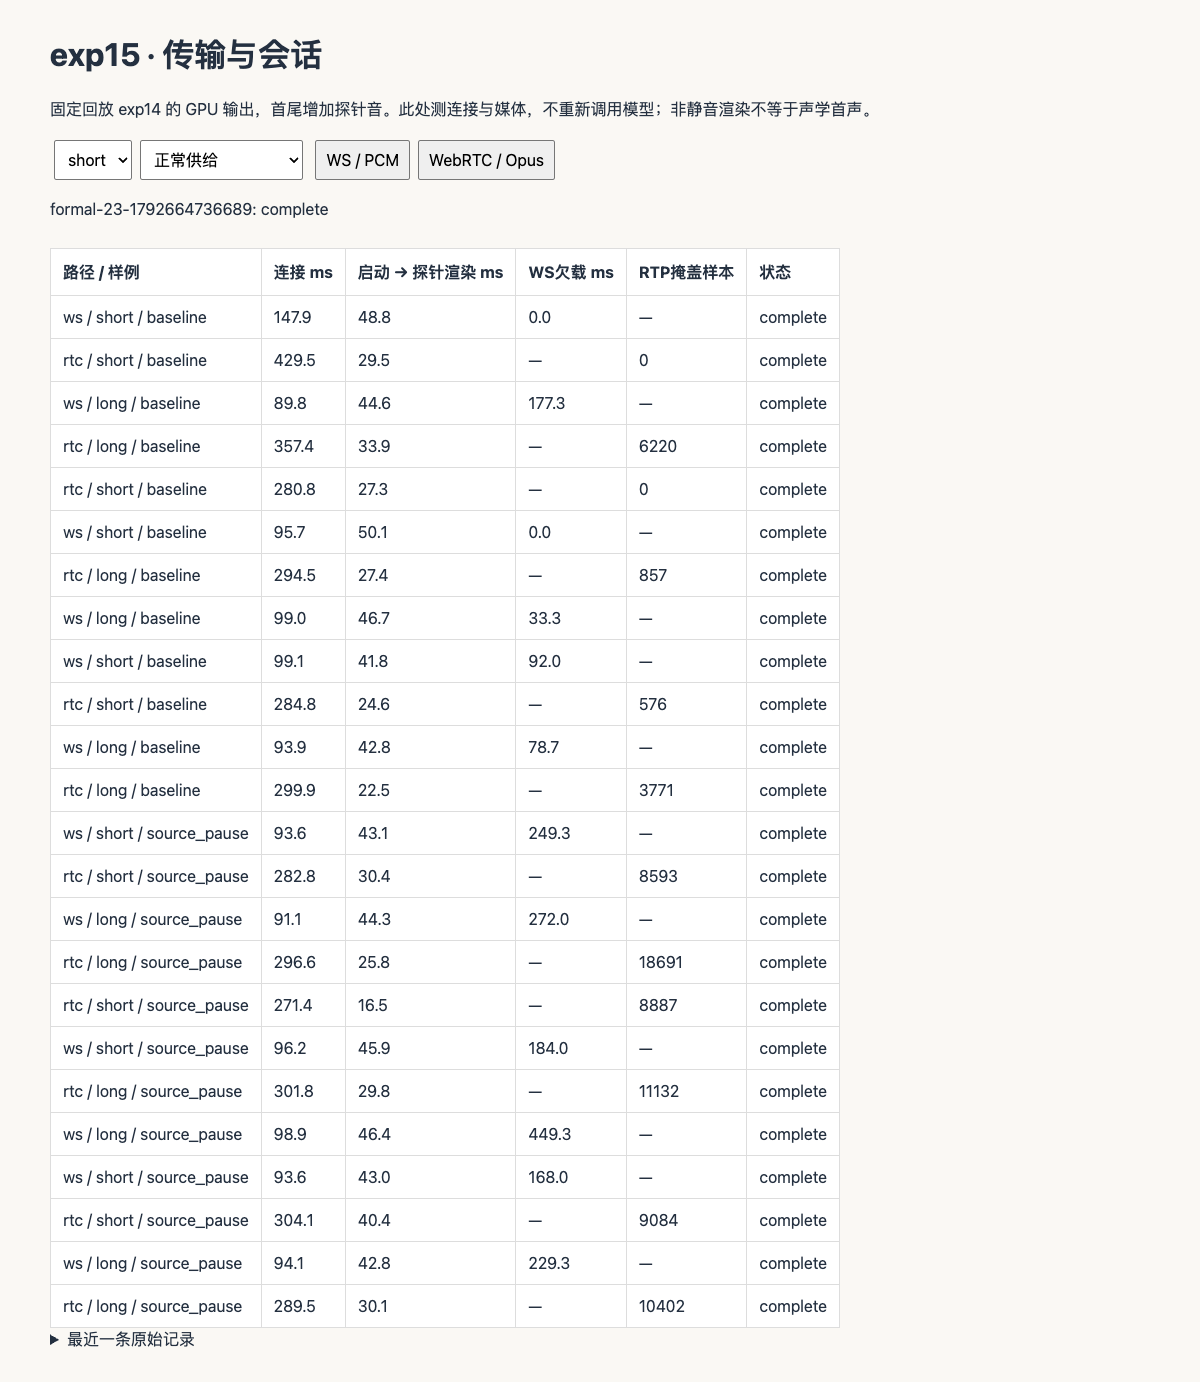 exp15 · 传输与会话
固定回放 exp14 的 GPU 输出，首尾增加探针音。此处测连接与媒体，不重新调用模型；非静音渲染不等于声学首声。
short 正常供给 WS / PCM WebRTC / Opus
formal-23-1792664736689: complete
路径 / 样例 连接 ms 启动 → 探针渲染 ms WS欠载 ms RTP掩盖样本 状态
ws / short / baseline 147.9 48.8 0.0 — complete
rtc / short / baseline 429.5 29.5 — 0 complete
ws / long / baseline 89.8 44.6 177.3 — complete
rtc / long / baseline 357.4 33.9 — 6220 complete
rtc / short / baseline 280.8 27.3 — 0 complete
ws / short / baseline 95.7 50.1 0.0 — complete
rtc / long / baseline 294.5 27.4 — 857 complete
ws / long / baseline 99.0 46.7 33.3 — complete
ws / short / baseline 99.1 41.8 92.0 — complete
rtc / short / baseline 284.8 24.6 — 576 complete
ws / long / baseline 93.9 42.8 78.7 — complete
rtc / long / baseline 299.9 22.5 — 3771 complete
ws / short / source_pause 93.6 43.1 249.3 — complete
rtc / short / source_pause 282.8 30.4 — 8593 complete
ws / long / source_pause 91.1 44.3 272.0 — complete
rtc / long / source_pause 296.6 25.8 — 18691 complete
rtc / short / source_pause 271.4 16.5 — 8887 complete
ws / short / source_pause 96.2 45.9 184.0 — complete
rtc / long / source_pause 301.8 29.8 — 11132 complete
ws / long / source_pause 98.9 46.4 449.3 — complete
ws / short / source_pause 93.6 43.0 168.0 — complete
rtc / short / source_pause 304.1 40.4 — 9084 complete
ws / long / source_pause 94.1 42.8 229.3 — complete
rtc / long / source_pause 289.5 30.1 — 10402 complete
▶ 最近一条原始记录